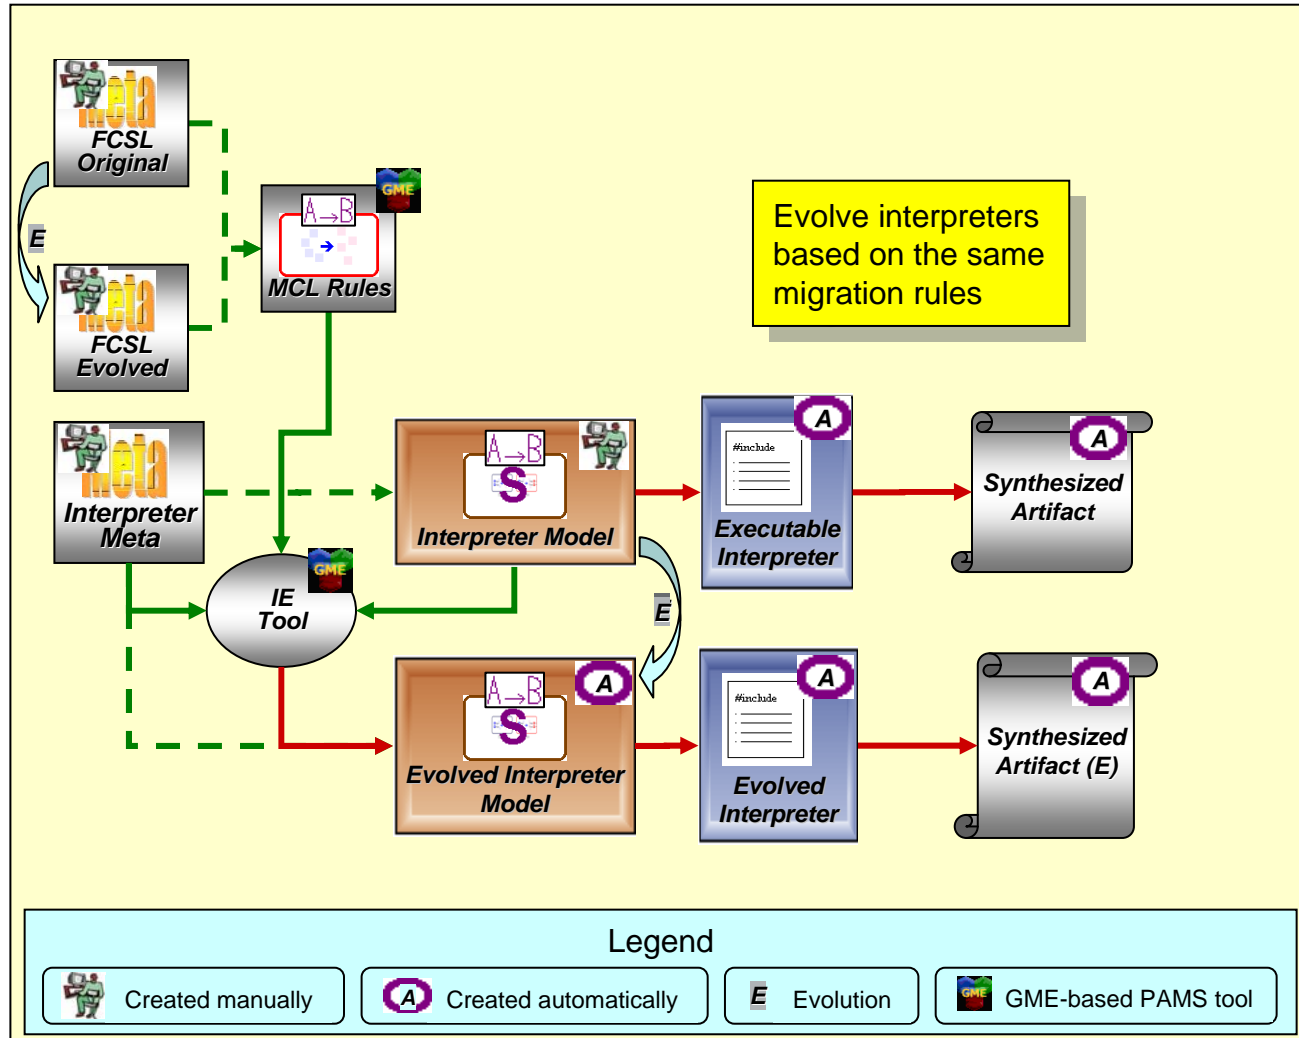 meta
FCSL
Original
E
meta
FCSL
Evolved
GME
A→B
MCL Rules
Evolve interpreters
based on the same
migration rules
meta
Interpreter
Meta
A→B
S
Interpreter Model
A
#include
Executable
Interpreter
A
Synthesized
Artifact
GME
IE
Tool
E
A→B
S
A
Evolved Interpreter
Model
A
#include
Evolved
Interpreter
A
Synthesized
Artifact (E)
Legend
Created manually
A Created automatically
E Evolution
GME GME-based PAMS tool